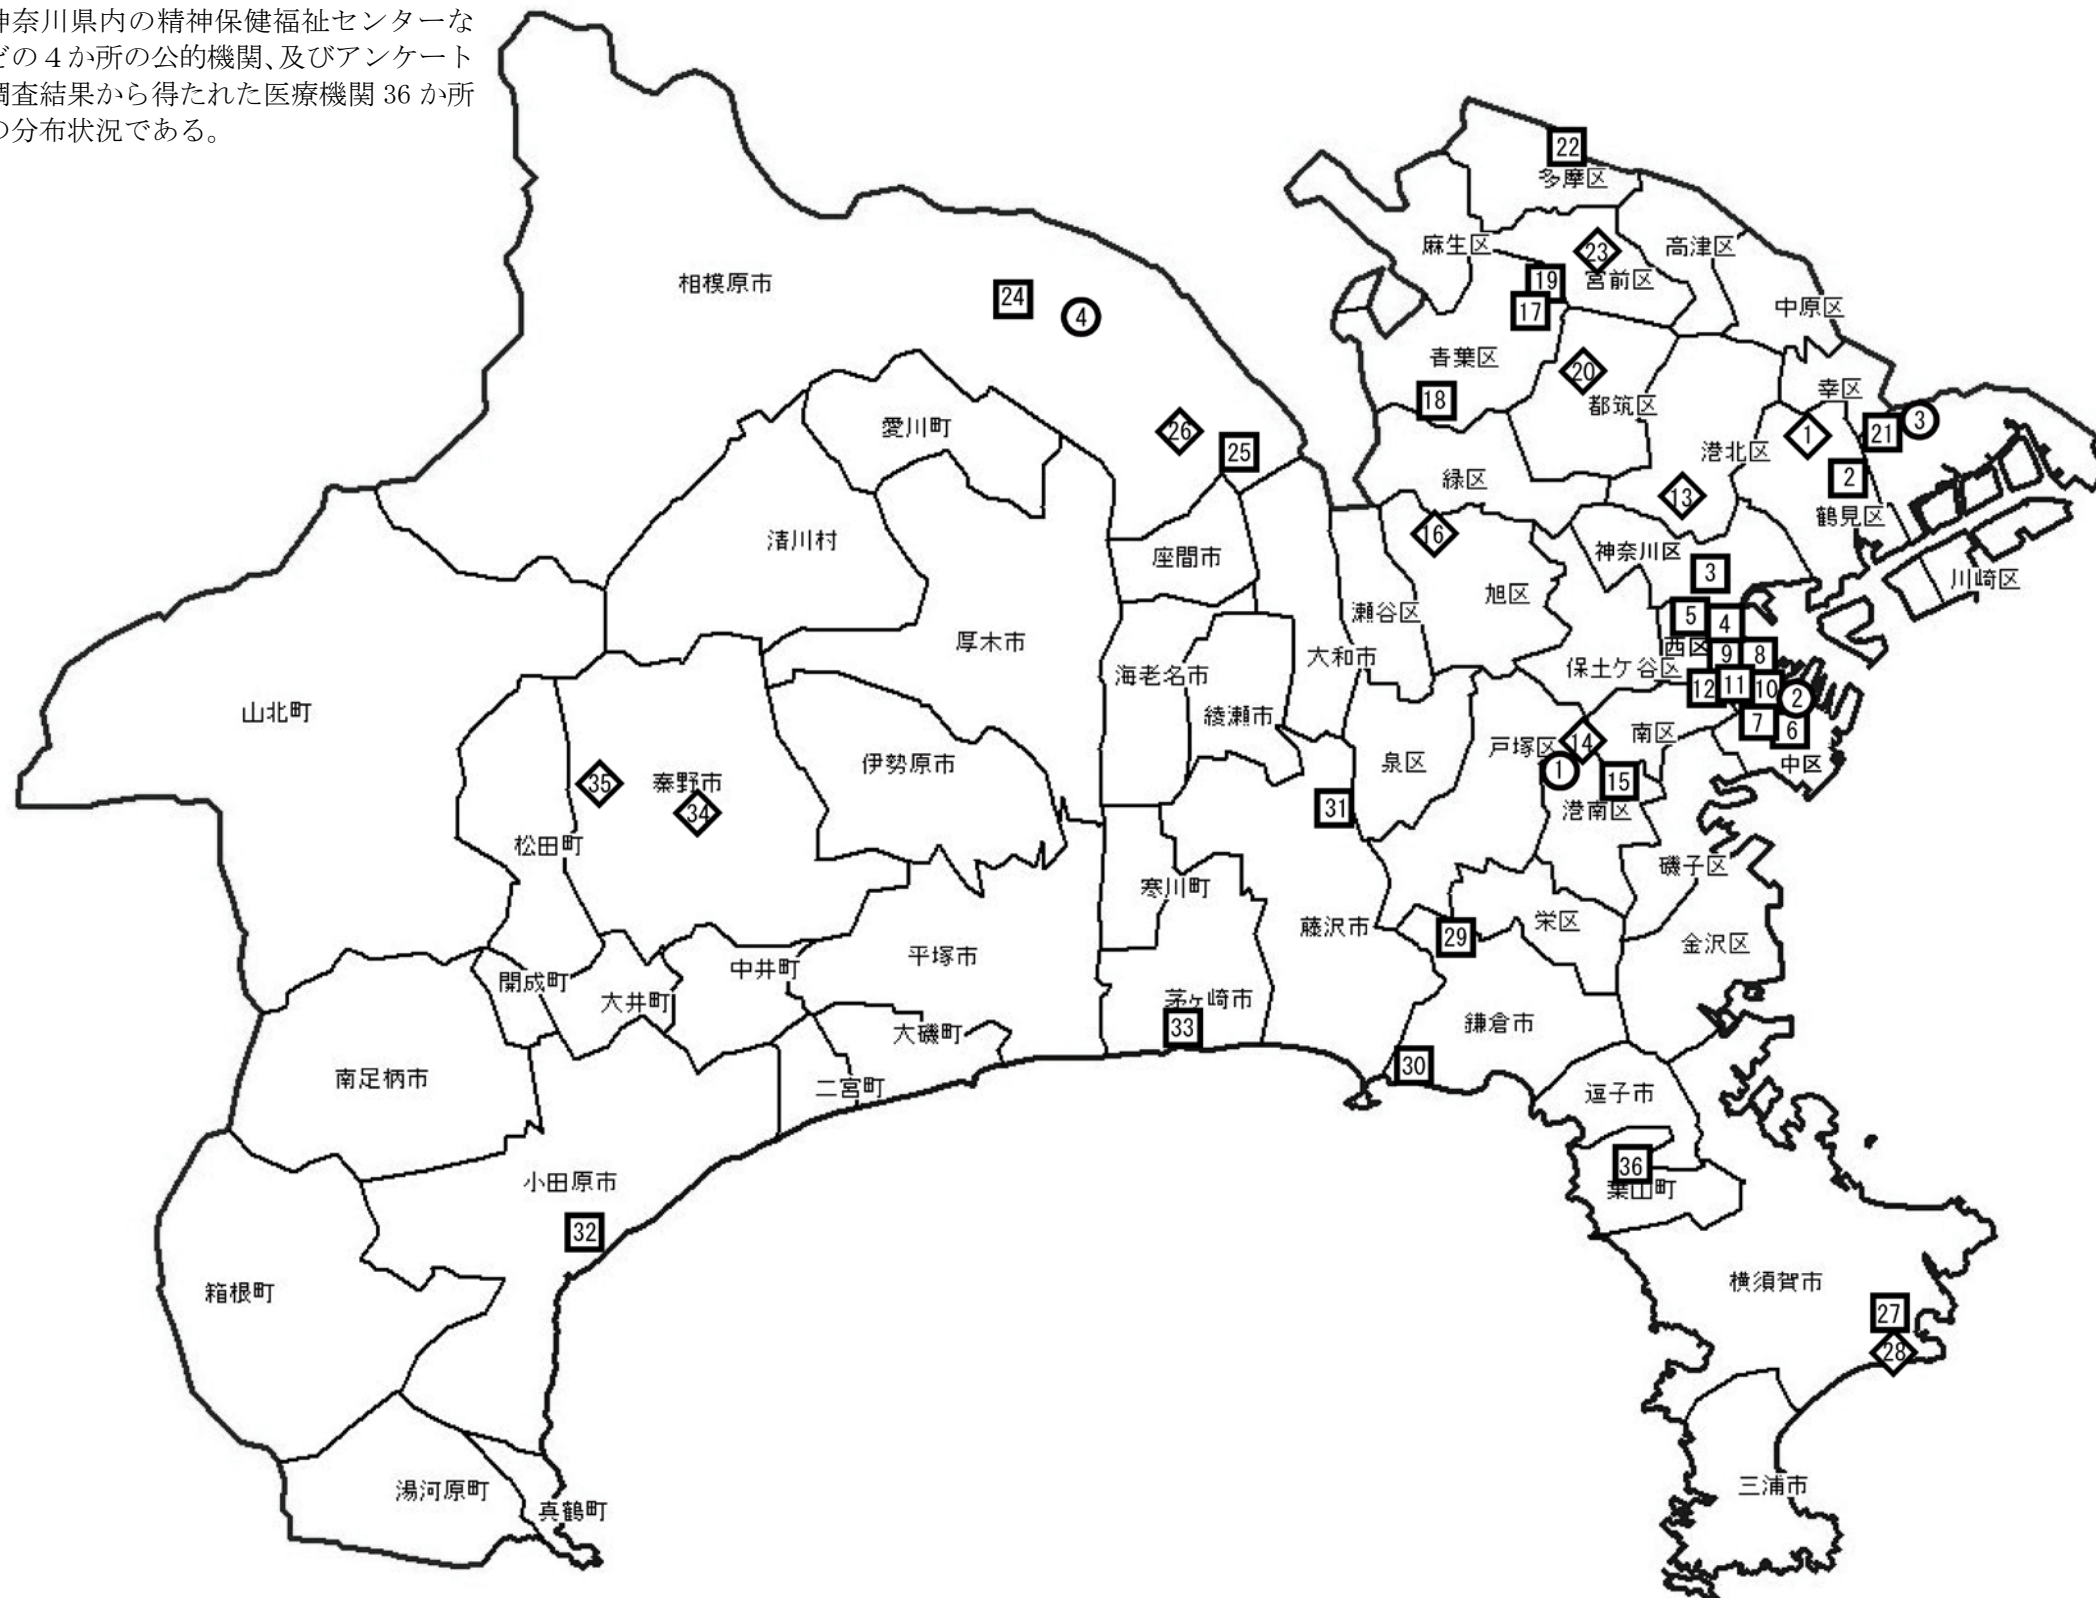 神奈川県内の精神保健福祉センターな
どの４か所の公的機関、及びアンケート
調査結果から得たれた医療機関 36 か所
の分布状況である。
22
多摩区
麻生区
23
高津区
19
宮前区
相模原市
24
4
17
中原区
青葉区
20
幸区
18
都筑区
3
愛川町
26
1
21
25
港北区
2
緑区
13
鶴見区
清川村
座間市
16
神奈川区
3
川崎区
旭区
瀬谷区
5
4
厚木市
大和市
西区
9
8
海老名市
保土ケ谷区
12
11
10
2
山北町
綾瀬市
7
6
南区
14
戸塚区
伊勢原市
泉区
1
中区
35
秦野市
15
34
31
港南区
松田町
磯子区
寒川町
藤沢市
栄区
29
金沢区
平塚市
中井町
開成町
大井町
茅ヶ崎市
33
鎌倉市
大磯町
30
南足柄市
二宮町
逗子市
36
葉山町
小田原市
32
横須賀市
箱根町
27
28
三浦市
湯河原町
真鶴町